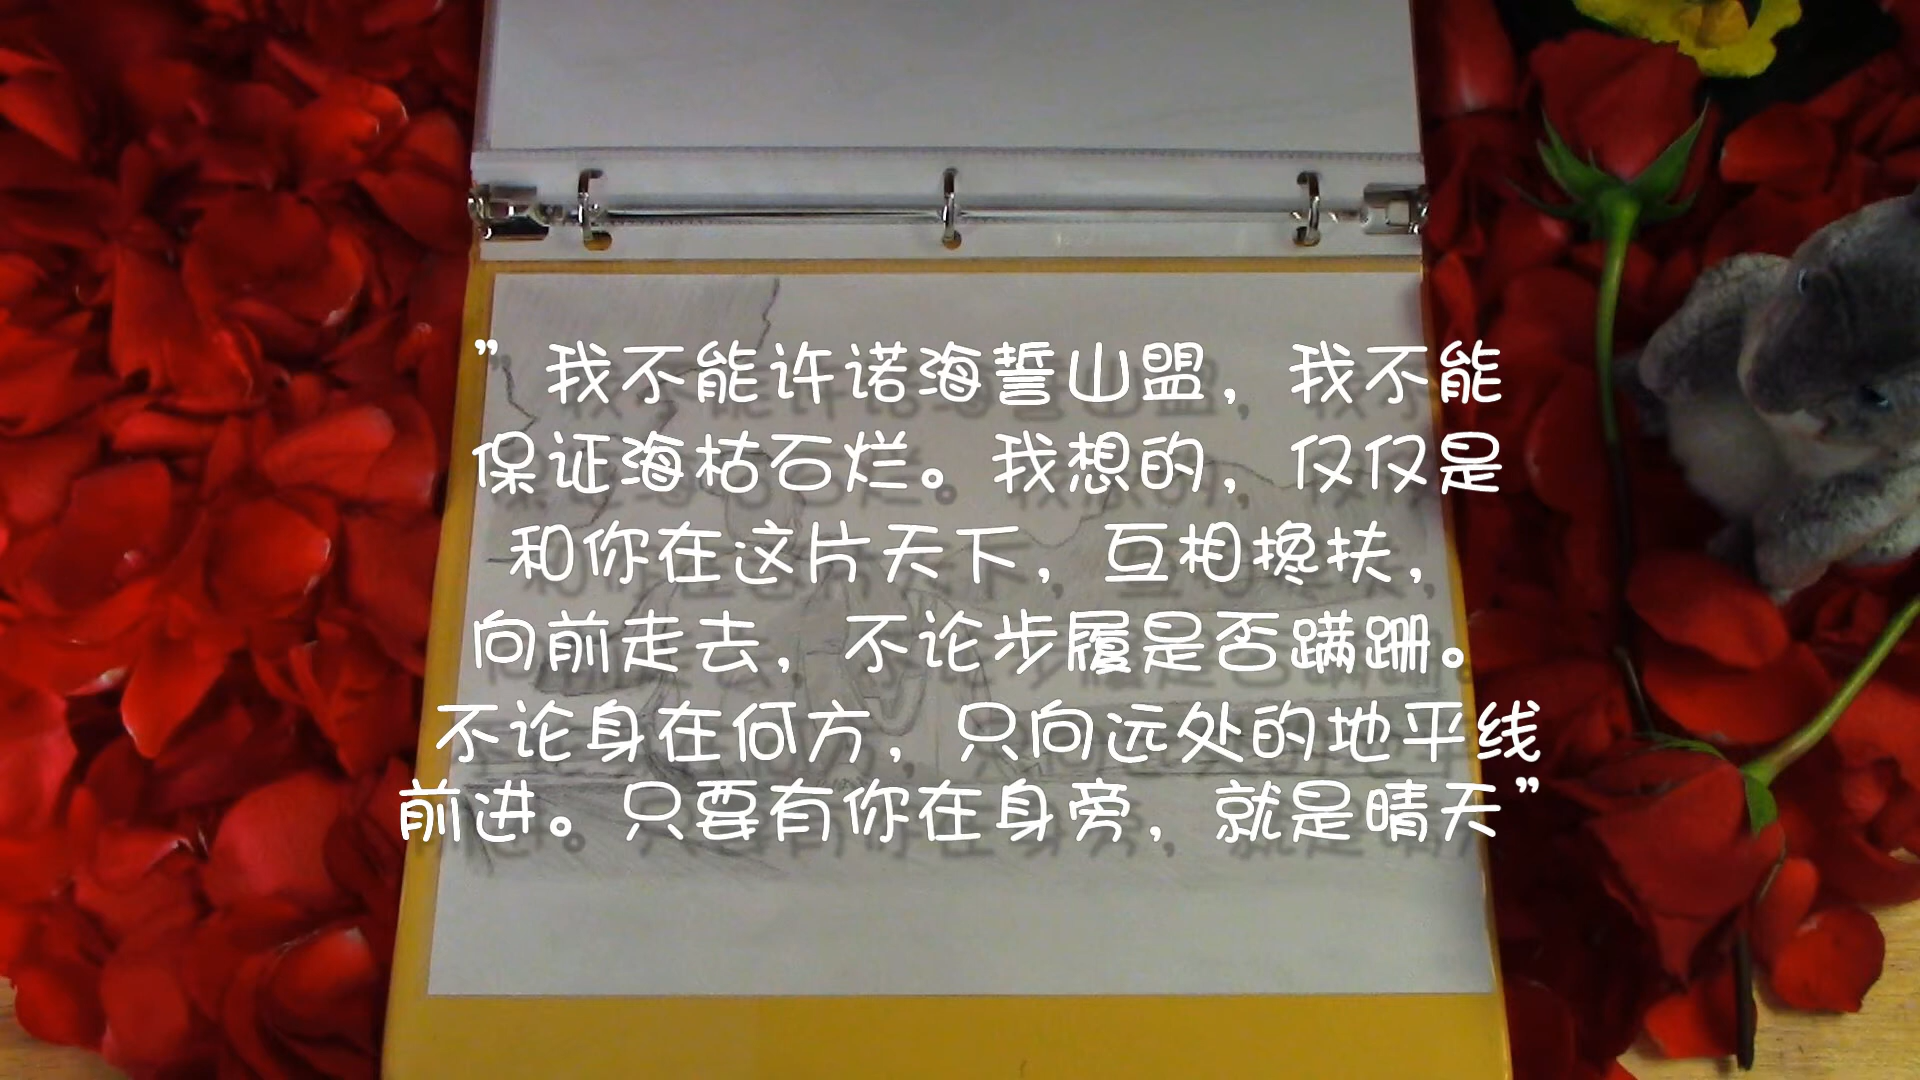 ” 我不能许诺海誓山盟，我不能
保证海枯石烂。我想的，仅仅是
和你在这片天下，互相搀扶，
向前走去，不论步履是否蹒跚。
不论身在何方，只向远处的地平线
前进。只要有你在身旁，就是晴天”